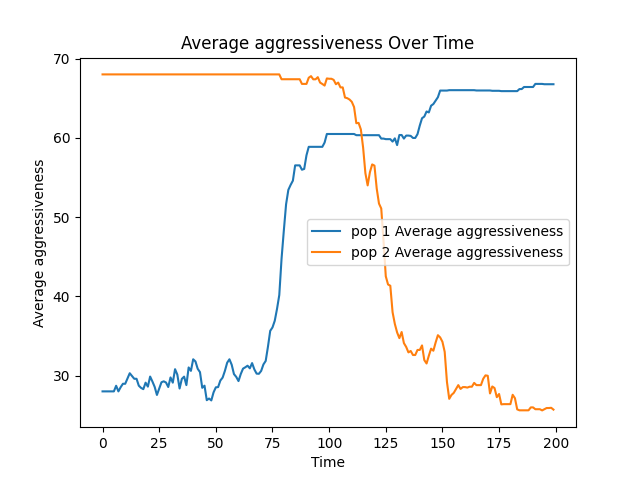 Average aggressiveness Over Time
Average aggressiveness
70
60
50
40
30
pop 1 Average aggressiveness
pop 2 Average aggressiveness
0 25 50 75 100 125 150 175 200
Time